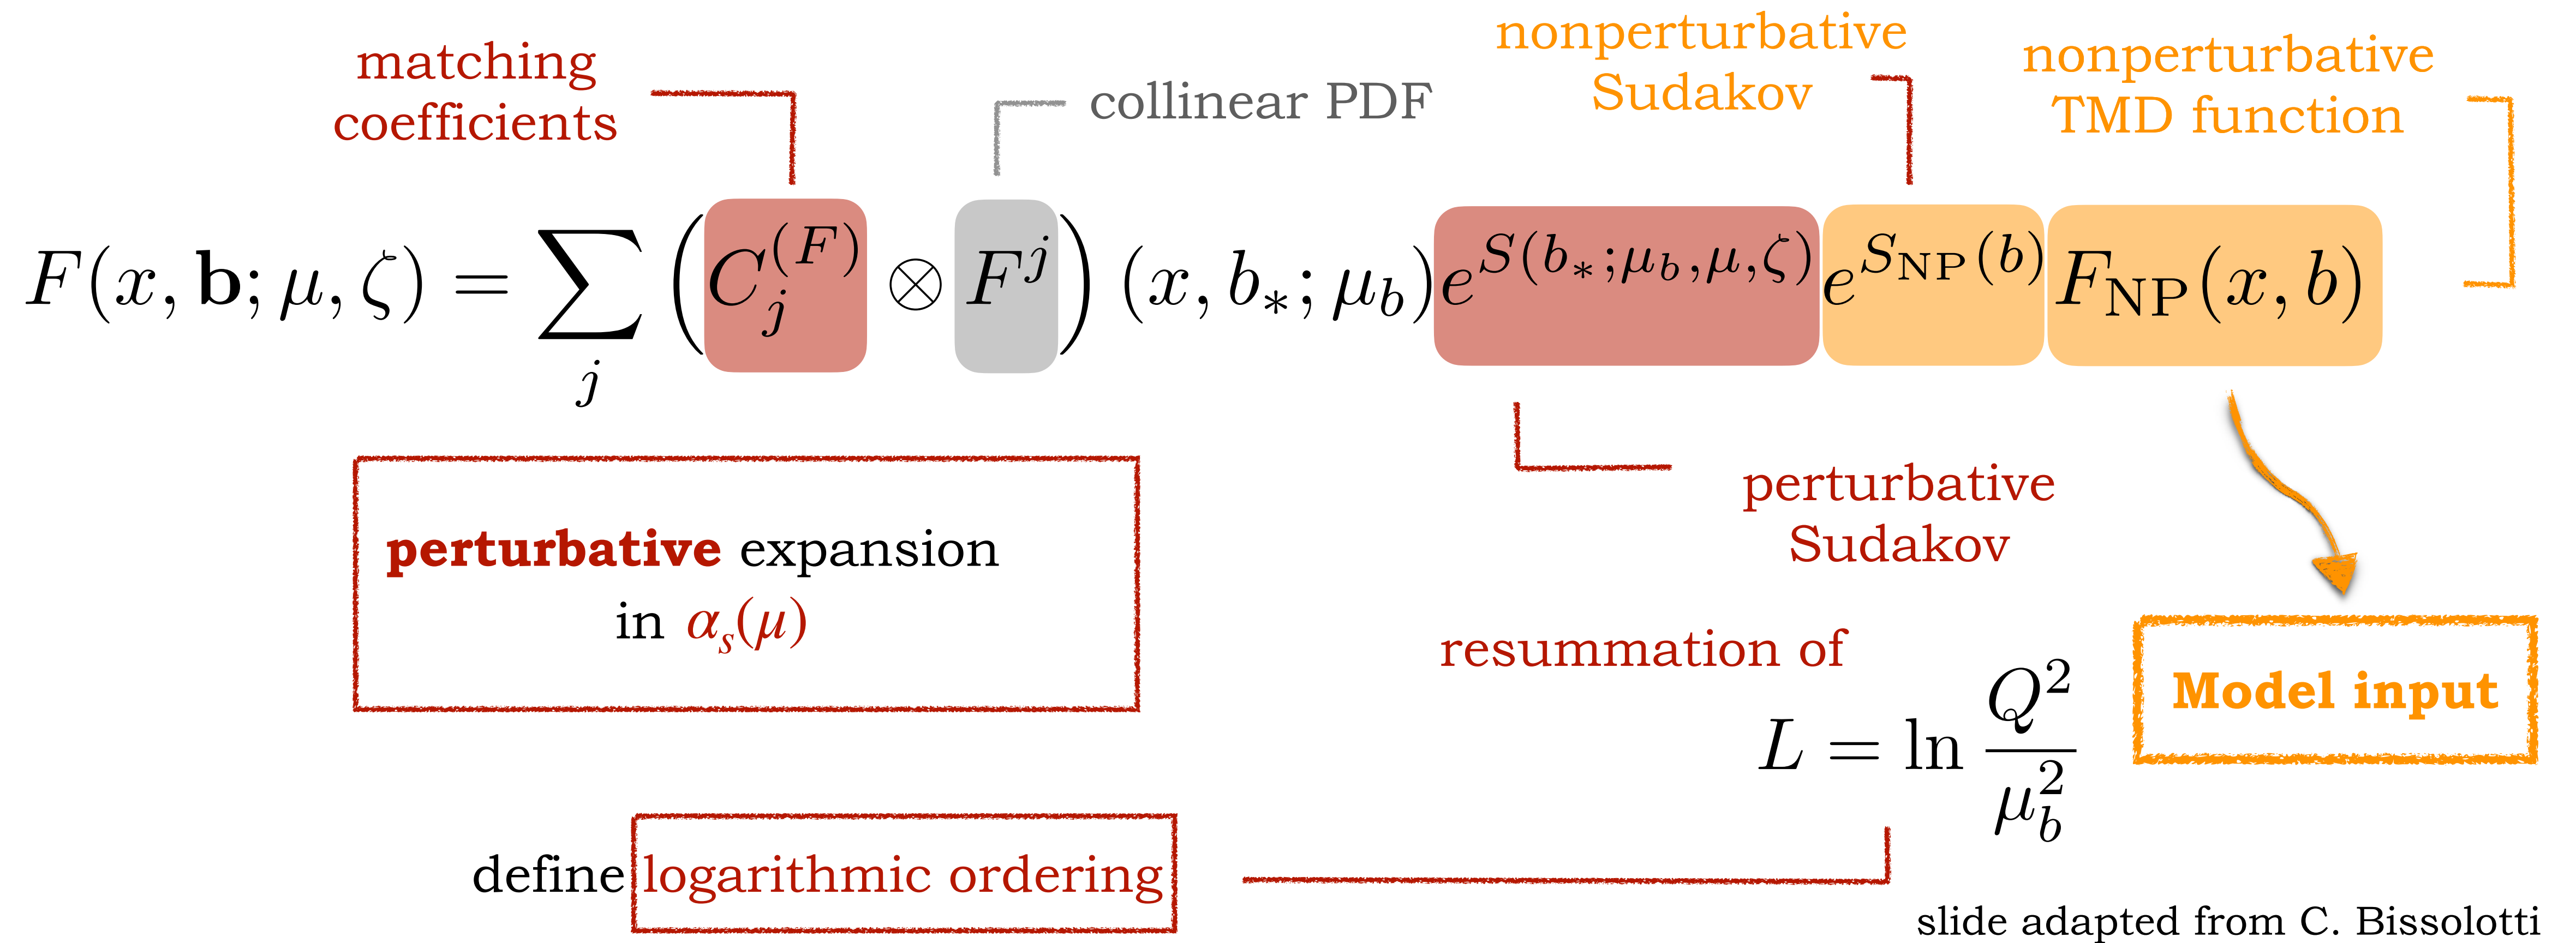 matching
coefficients
collinear PDF
nonperturbative
Sudakov
nonperturbative
TMD function
F(x, b; μ, ζ) = ∑_j (C_j^{(F)} ⊗ F^j) (x, b_*; μ_b) e^{S(b_*; μ_b, μ, ζ)} e^{S_NP(b)} F_NP(x, b)
perturbative expansion
in α_s(μ)
perturbative
Sudakov
resummation of
L = ln Q^2 / μ_b^2
Model input
define logarithmic ordering
slide adapted from C. Bissolotti